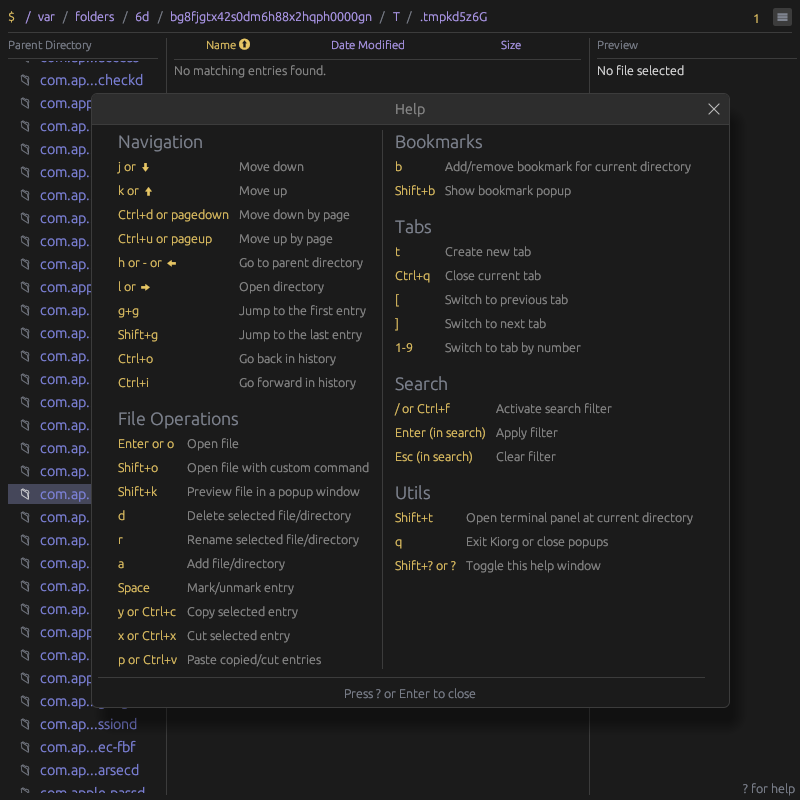 $ / var / folders / 6d / bg8fjgtx42s0dm6h88x2hqph0000gn / T / .tmpkd5z6G 1
Parent Directory
Name
Date Modified
Size
Preview
No matching entries found.
No file selected
com.ap...checkd
com.app
com.ap.
com.ap.
com.ap.
com.ap.
com.ap.
com.ap.
com.ap.
com.app
com.ap.
com.ap.
com.ap.
com.ap.
com.ap.
com.ap.
com.ap.
com.ap.
com.ap.
com.ap.
com.ap.
com.ap.
com.ap.
com.ap.
com.app
com.ap.
com.app
com.ap...ssiond
com.ap...ec-fbf
com.ap...arsecd
com.apple.passd
Help
Navigation
j or Move down
k or Move up
Ctrl+d or pagedown Move down by page
Ctrl+u or pageup Move up by page
h or - or Go to parent directory
l or Open directory
g+g Jump to the first entry
Shift+g Jump to the last entry
Ctrl+o Go back in history
Ctrl+i Go forward in history
File Operations
Enter or o Open file
Shift+o Open file with custom command
Shift+k Preview file in a popup window
d Delete selected file/directory
r Rename selected file/directory
a Add file/directory
Space Mark/unmark entry
y or Ctrl+c Copy selected entry
x or Ctrl+x Cut selected entry
p or Ctrl+v Paste copied/cut entries
Bookmarks
b Add/remove bookmark for current directory
Shift+b Show bookmark popup
Tabs
t Create new tab
Ctrl+q Close current tab
[ Switch to previous tab
] Switch to next tab
1-9 Switch to tab by number
Search
/ or Ctrl+f Activate search filter
Enter (in search) Apply filter
Esc (in search) Clear filter
Utils
Shift+t Open terminal panel at current directory
q Exit Kiorg or close popups
Shift+? or ? Toggle this help window
Press ? or Enter to close
? for help